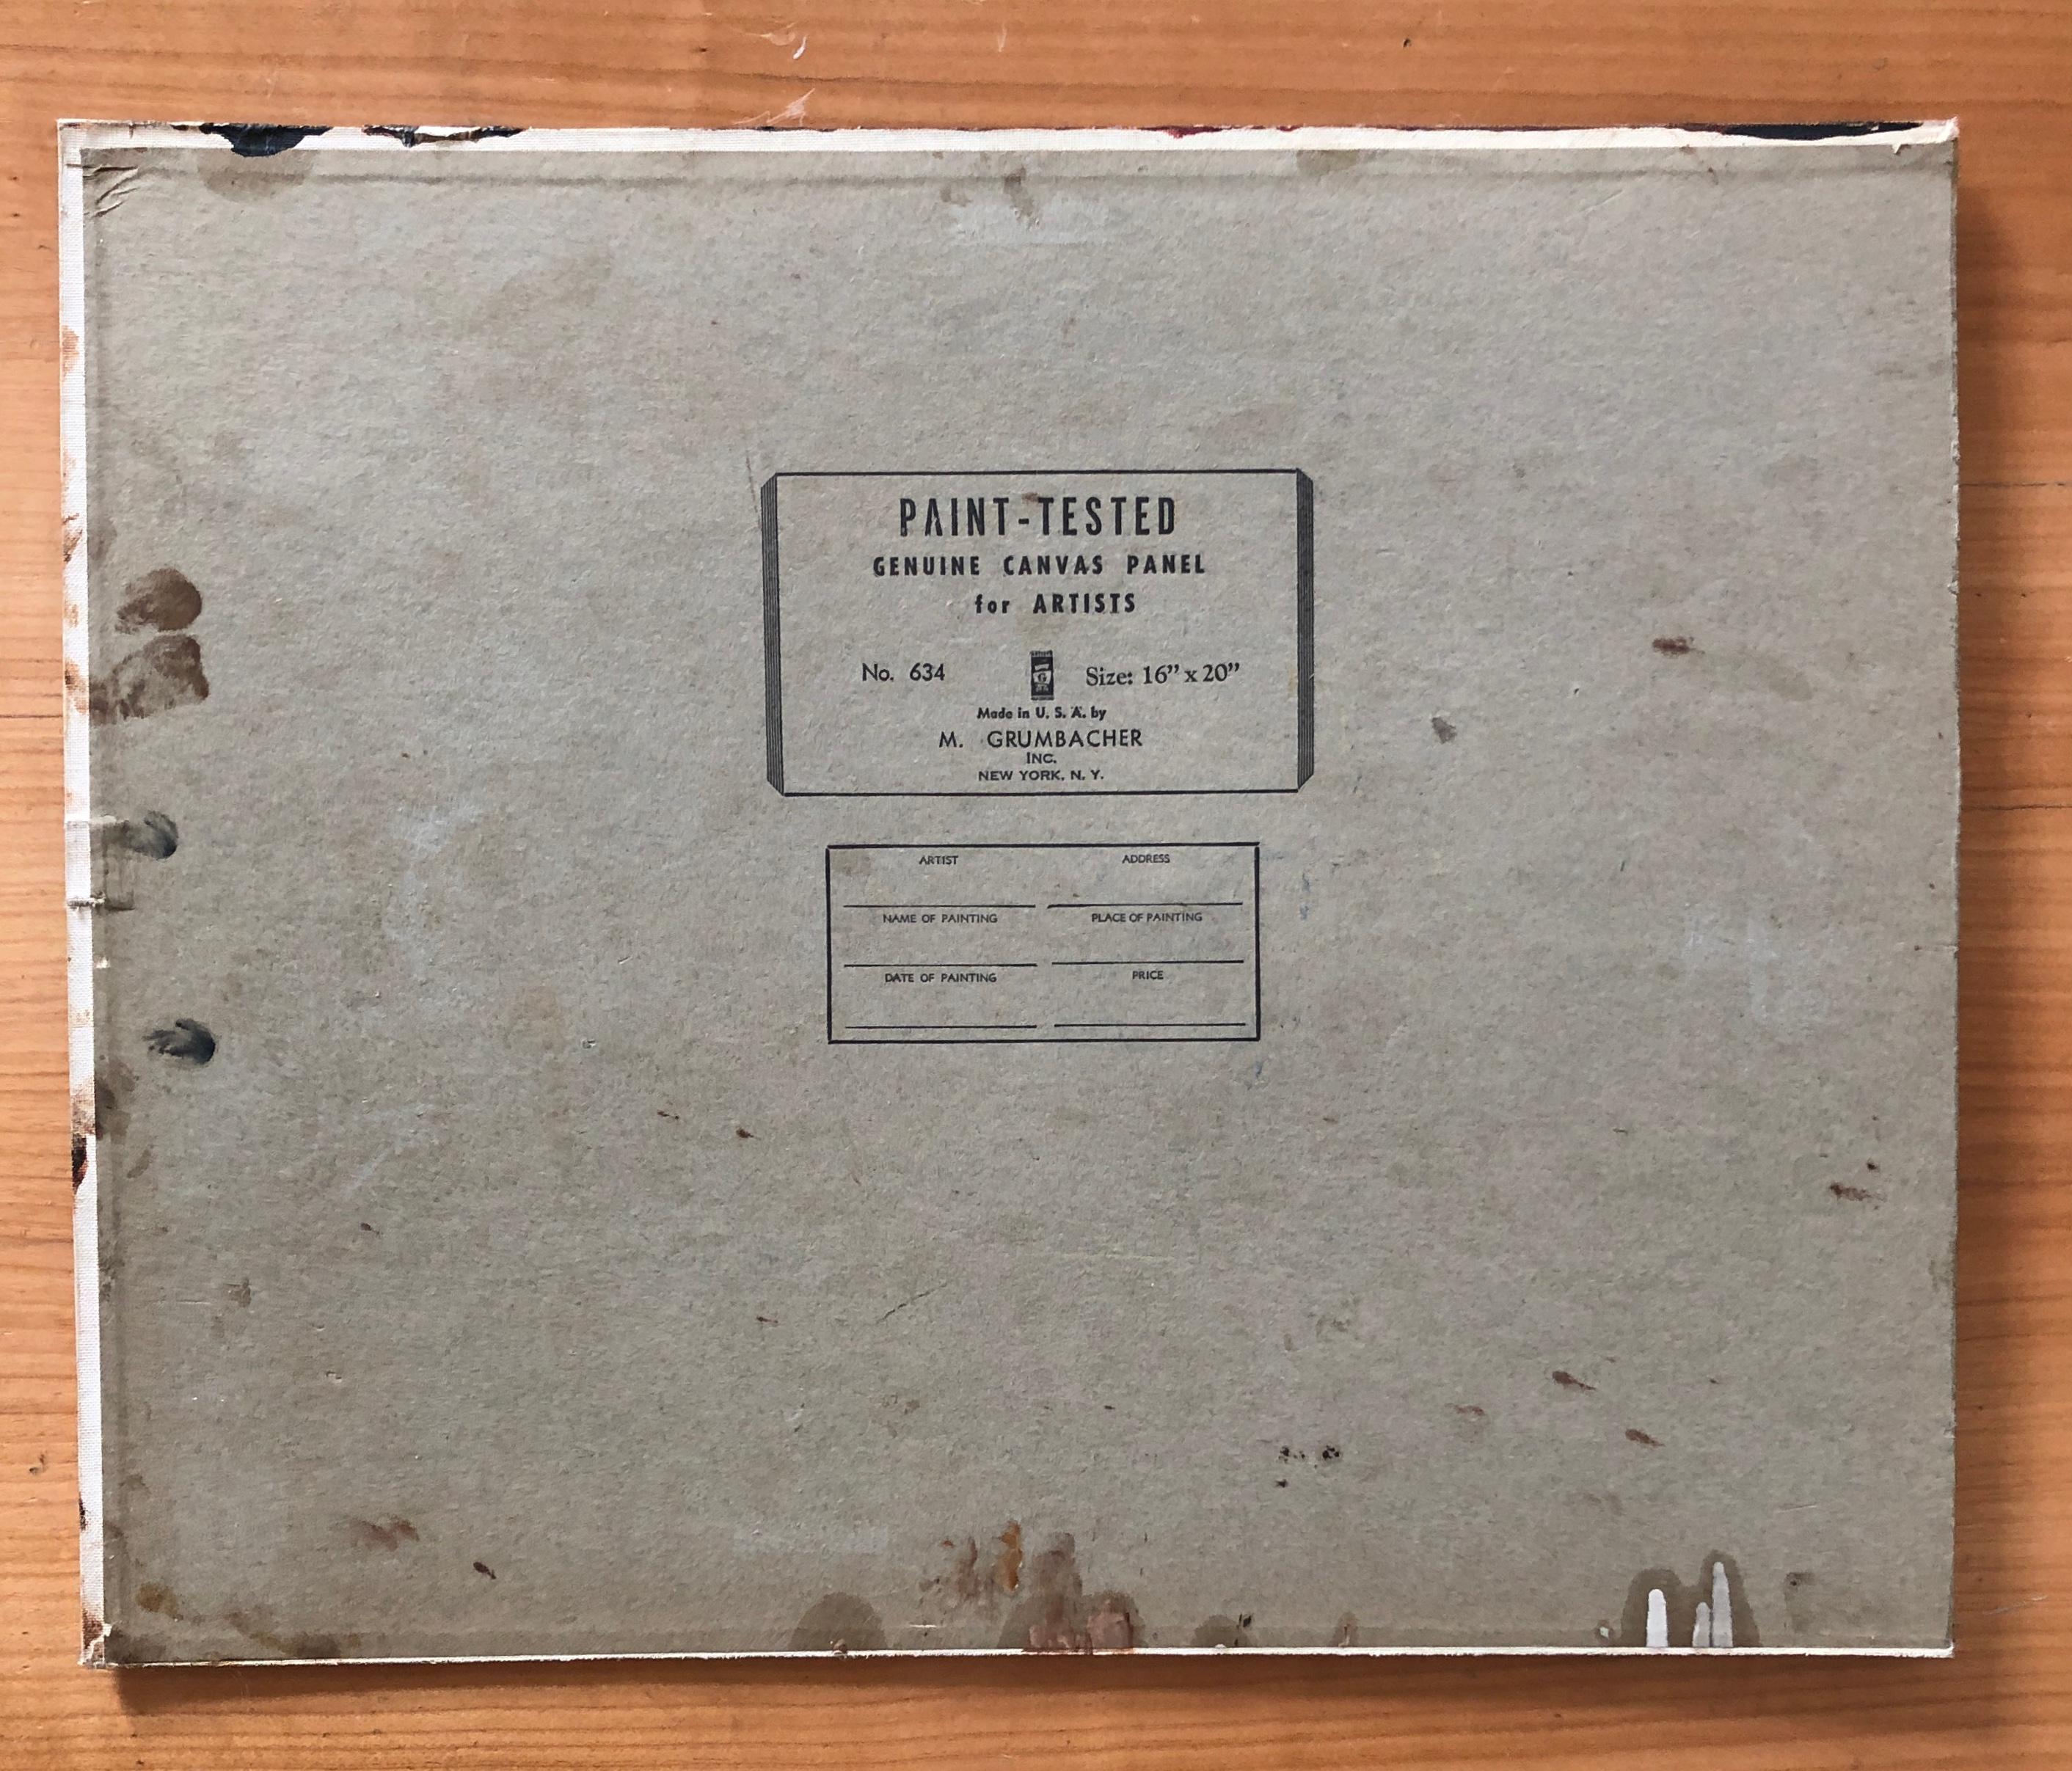 PAINT-TESTED
GENUINE CANVAS PANEL
for ARTISTS
No. 634 G Size: 16” x 20”
Made in U. S. A. by
M. GRUMBACHER
INC.
NEW YORK, N. Y.
ARTIST ADDRESS
NAME OF PAINTING PLACE OF PAINTING
DATE OF PAINTING PRICE